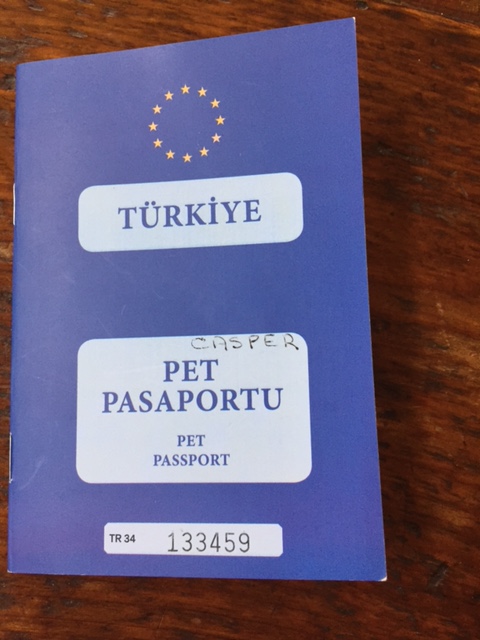 TÜRKİYE
CASPER
PET
PASAPORTU
PET
PASSPORT
TR 34 133459